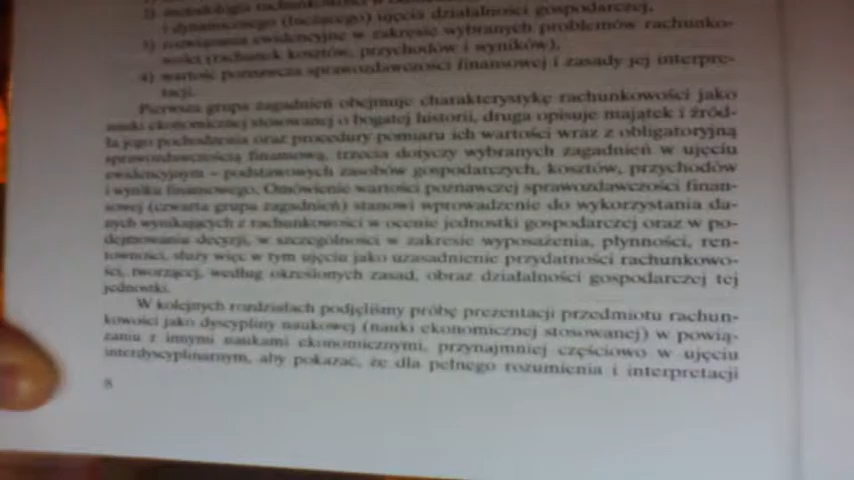 2) metodologia rachunkowości w
i dynamicznego (bieżącego) ujęcia działalności gospodarczej,
3) rozwiązania ewidencyjne w zakresie wybranych problemów rachunko-
wości (rachunek kosztów, przychodów i wyników),
4) wartość poznawcza sprawozdawczości finansowej i zasady jej interpre-
tacji.
Pierwsza grupa zagadnień obejmuje charakterystykę rachunkowości jako
nauki ekonomicznej stosowanej o bogatej historii, druga opisuje majątek i źród-
ła jego pochodzenia oraz procedury pomiaru ich wartości wraz z obligatoryjną
sprawozdawczością finansową, trzecia dotyczy wybranych zagadnień w ujęciu
ewidencyjnym – podstawowych zasobów gospodarczych, kosztów, przychodów
i wyniku finansowego. Omówienie wartości poznawczej sprawozdawczości finan-
sowej (czwarta grupa zagadnień) stanowi wprowadzenie do wykorzystania da-
nych wynikających z rachunkowości w ocenie jednostki gospodarczej oraz w po-
dejmowaniu decyzji, w szczególności w zakresie wyposażenia, płynności, ren-
towności, służy więc w tym ujęciu jako uzasadnienie przydatności rachunkowo-
ści, tworzącej, według określonych zasad, obraz działalności gospodarczej tej
jednostki.
W kolejnych rozdziałach podjęliśmy próbę prezentacji przedmiotu rachun-
kowości jako dyscypliny naukowej (nauki ekonomicznej stosowanej) w powią-
zaniu z innymi naukami ekonomicznymi, przynajmniej częściowo w ujęciu
interdyscyplinarnym, aby pokazać, że dla pełnego rozumienia i interpretacji
8